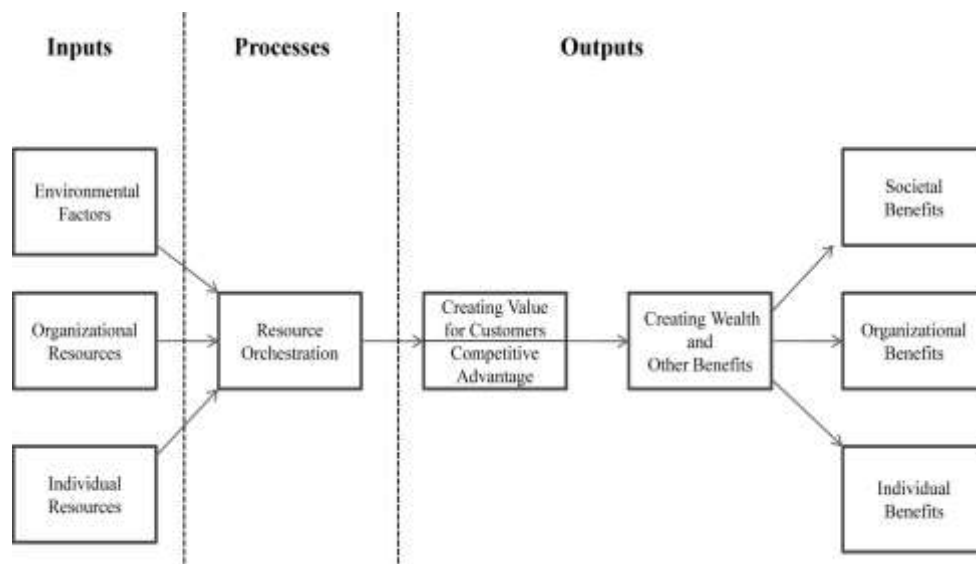 Inputs
Processes
Outputs
Environmental
Factors
Organizational
Resources
Individual
Resources
Resource
Orchestration
Creating Value
for Customers
Competitive
Advantage
Creating Wealth
and
Other Benefits
Societal
Benefits
Organizational
Benefits
Individual
Benefits